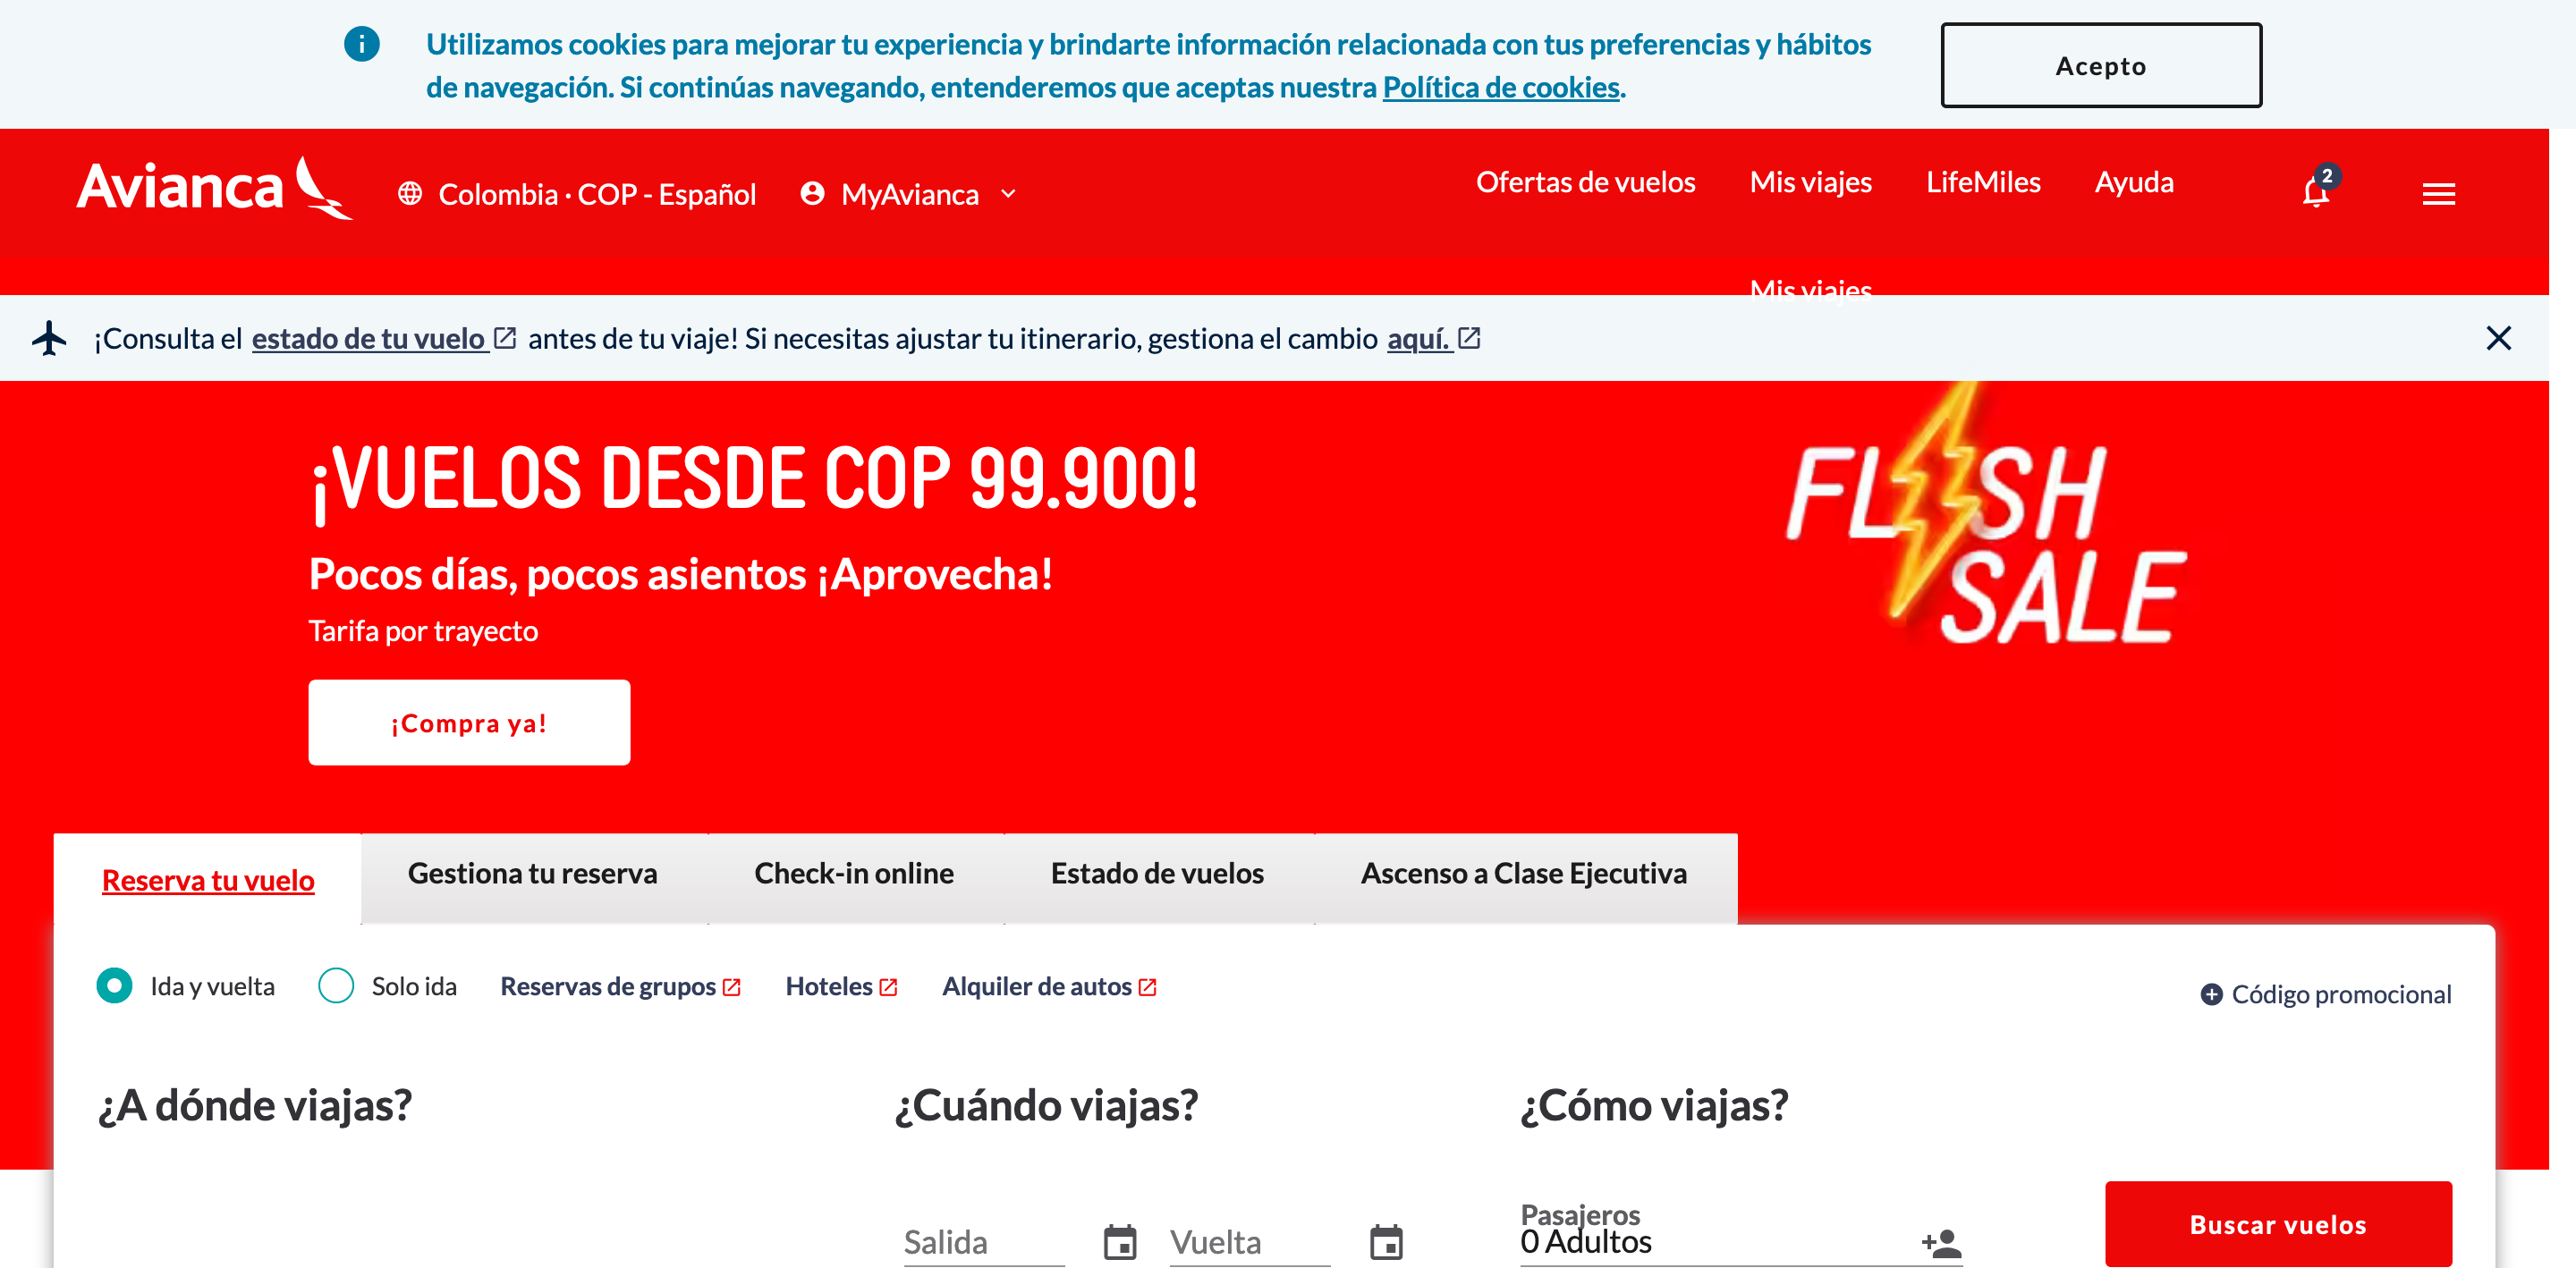 Utilizamos cookies para mejorar tu experiencia y brindarte información relacionada con tus preferencias y hábitos
de navegación. Si continúas navegando, entenderemos que aceptas nuestra Política de cookies.
Acepto
Avianca
Colombia · COP - Español
MyAvianca
Ofertas de vuelos
Mis viajes
LifeMiles
Ayuda
2
Mis viajes
¡Consulta el estado de tu vuelo antes de tu viaje! Si necesitas ajustar tu itinerario, gestiona el cambio aquí.
¡VUELOS DESDE COP 99.900!
Pocos días, pocos asientos ¡Aprovecha!
Tarifa por trayecto
¡Compra ya!
FLASH
SALE
Reserva tu vuelo
Gestiona tu reserva
Check-in online
Estado de vuelos
Ascenso a Clase Ejecutiva
Ida y vuelta
Solo ida
Reservas de grupos
Hoteles
Alquiler de autos
Código promocional
¿A dónde viajas?
¿Cuándo viajas?
¿Cómo viajas?
Salida
Vuelta
Pasajeros
0 Adultos
Buscar vuelos